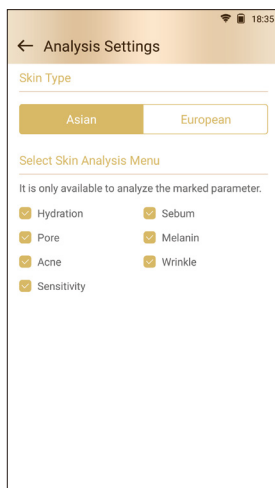 18:35
Analysis Settings
Skin Type
Asian European
Select Skin Analysis Menu
It is only available to analyze the marked parameter.
Hydration Sebum
Pore Melanin
Acne Wrinkle
Sensitivity